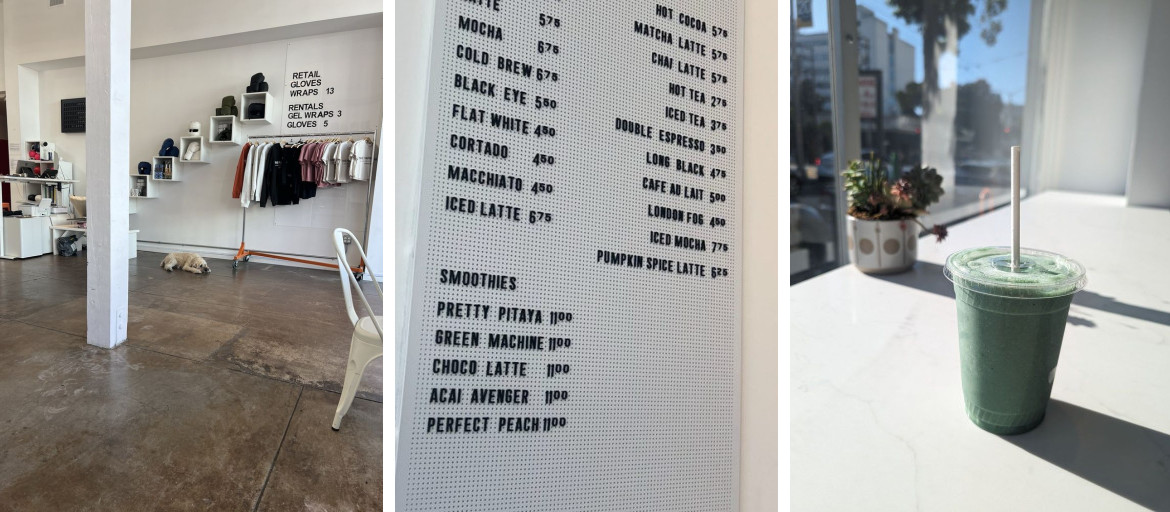 RETAIL
GLOVES
WRAPS 13
RENTALS
GEL WRAPS 3
GLOVES 5
575
MOCHA 675
COLD BREW 675
BLACK EYE 550
FLAT WHITE 450
CORTADO 450
MACCHIATO 450
ICED LATTE 675
SMOOTHIES
PRETTY PITAYA 1100
GREEN MACHINE 1100
CHOCO LATTE 1100
ACAI AVENGER 1100
PERFECT PEACH 1100
HOT COCOA 575
MATCHA LATTE 575
CHAI LATTE 575
HOT TEA 275
ICED TEA 375
DOUBLE ESPRESSO 350
LONG BLACK 475
CAFE AU LAIT 500
LONDON FOG 450
ICED MOCHA 775
PUMPKIN SPICE LATTE 625